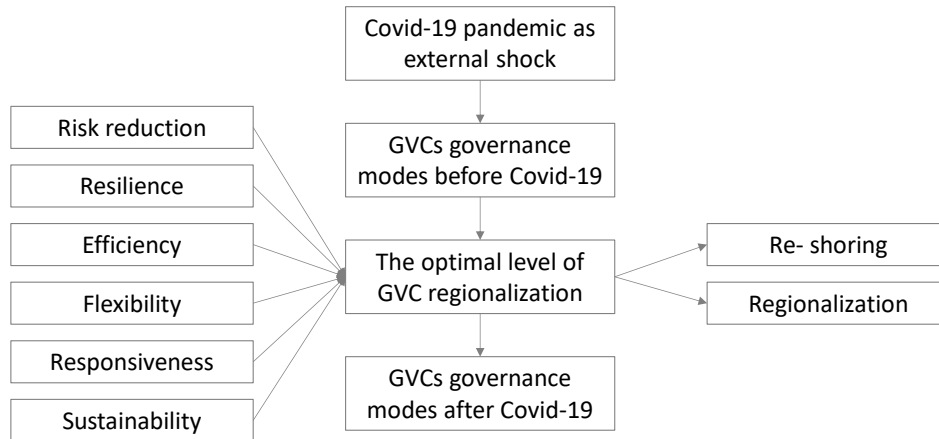 Covid-19 pandemic as
external shock
Risk reduction
Resilience
Efficiency
Flexibility
Responsiveness
Sustainability
GVCs governance
modes before Covid-19
The optimal level of
GVC regionalization
GVCs governance
modes after Covid-19
Re- shoring
Regionalization